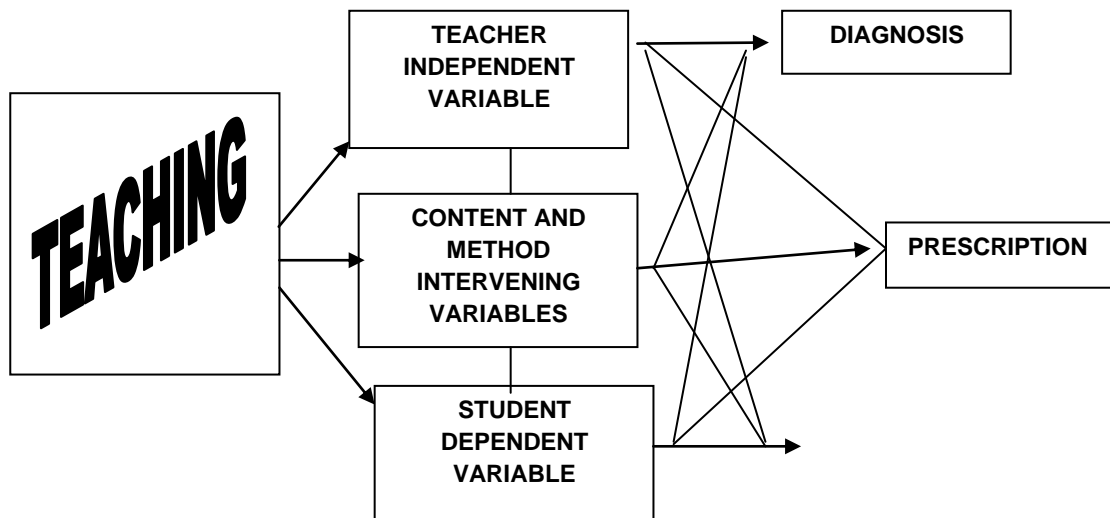 TEACHING
TEACHER
INDEPENDENT
VARIABLE
CONTENT AND
METHOD
INTERVENING
VARIABLES
STUDENT
DEPENDENT
VARIABLE
DIAGNOSIS
PRESCRIPTION